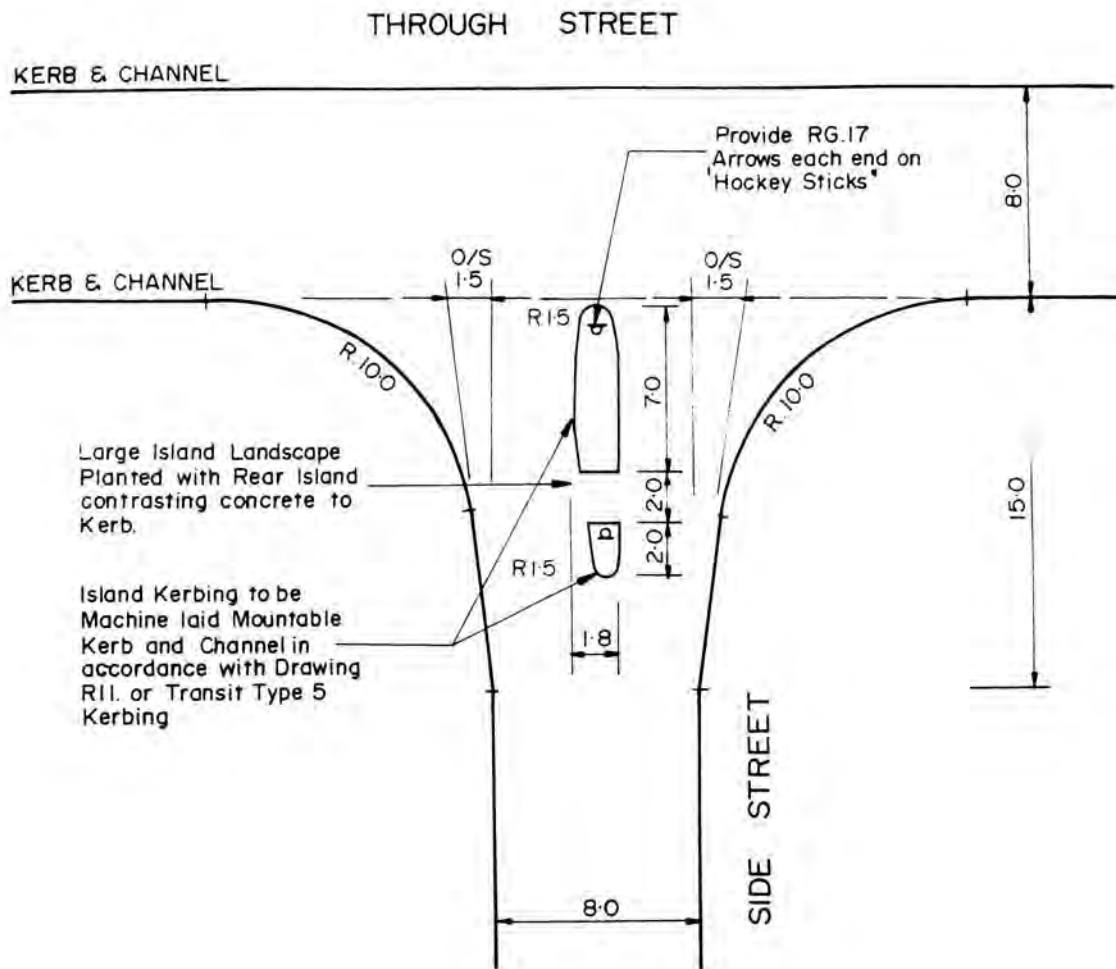 THROUGH STREET
KERB & CHANNEL
Provide RG.17
Arrows each end on
"Hockey Sticks"
8·0
O/S
1·5
O/S
1·5
KERB & CHANNEL
R1·5
R.10·0
R.10·0
7·0
Large Island Landscape
Planted with Rear Island
contrasting concrete to
Kerb.
2·0
15·0
2·0
R1·5
Island Kerbing to be
Machine laid Mountable
Kerb and Channel in
accordance with Drawing
R11. or Transit Type 5
Kerbing
1·8
SIDE STREET
8·0